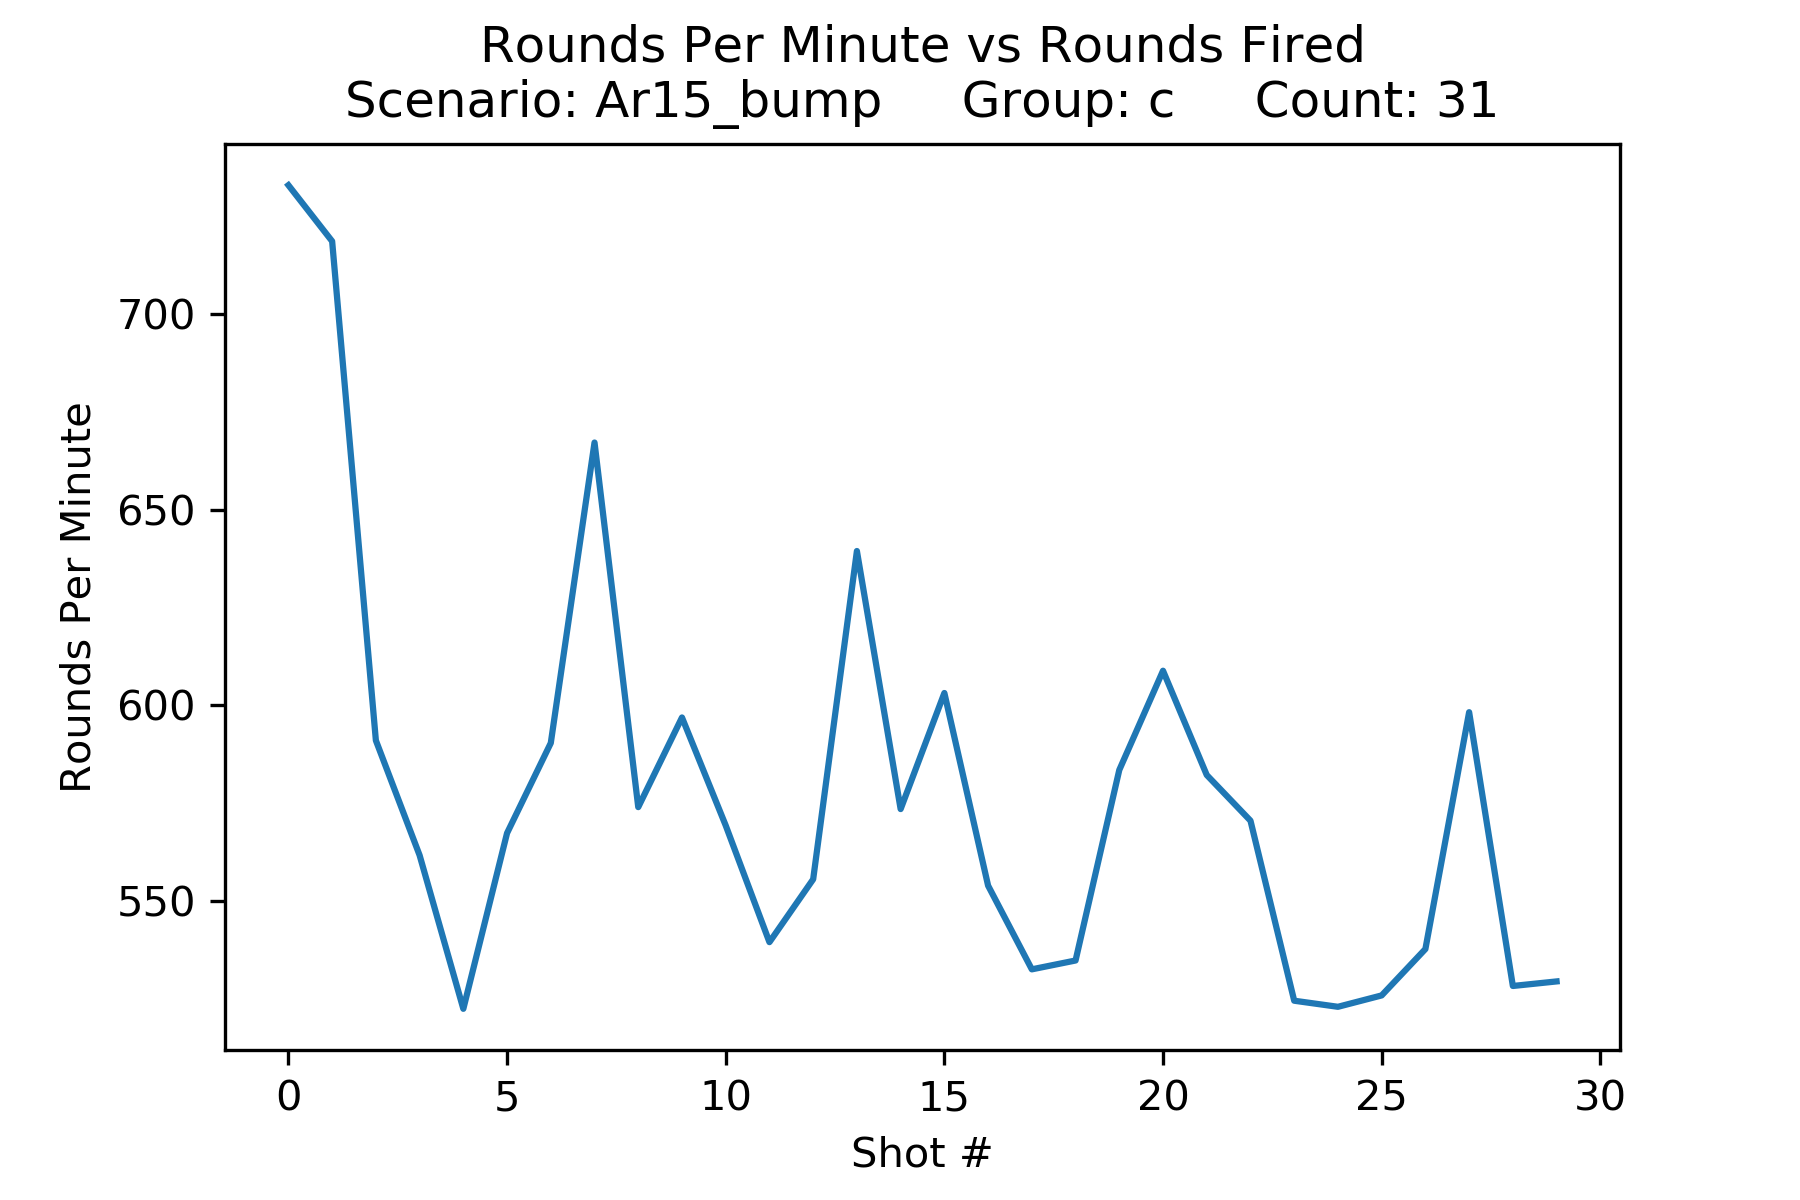 Rounds Per Minute vs Rounds Fired
Scenario: Ar15_bump Group: c Count: 31
700
650
600
550
Rounds Per Minute
0 5 10 15 20 25 30
Shot #